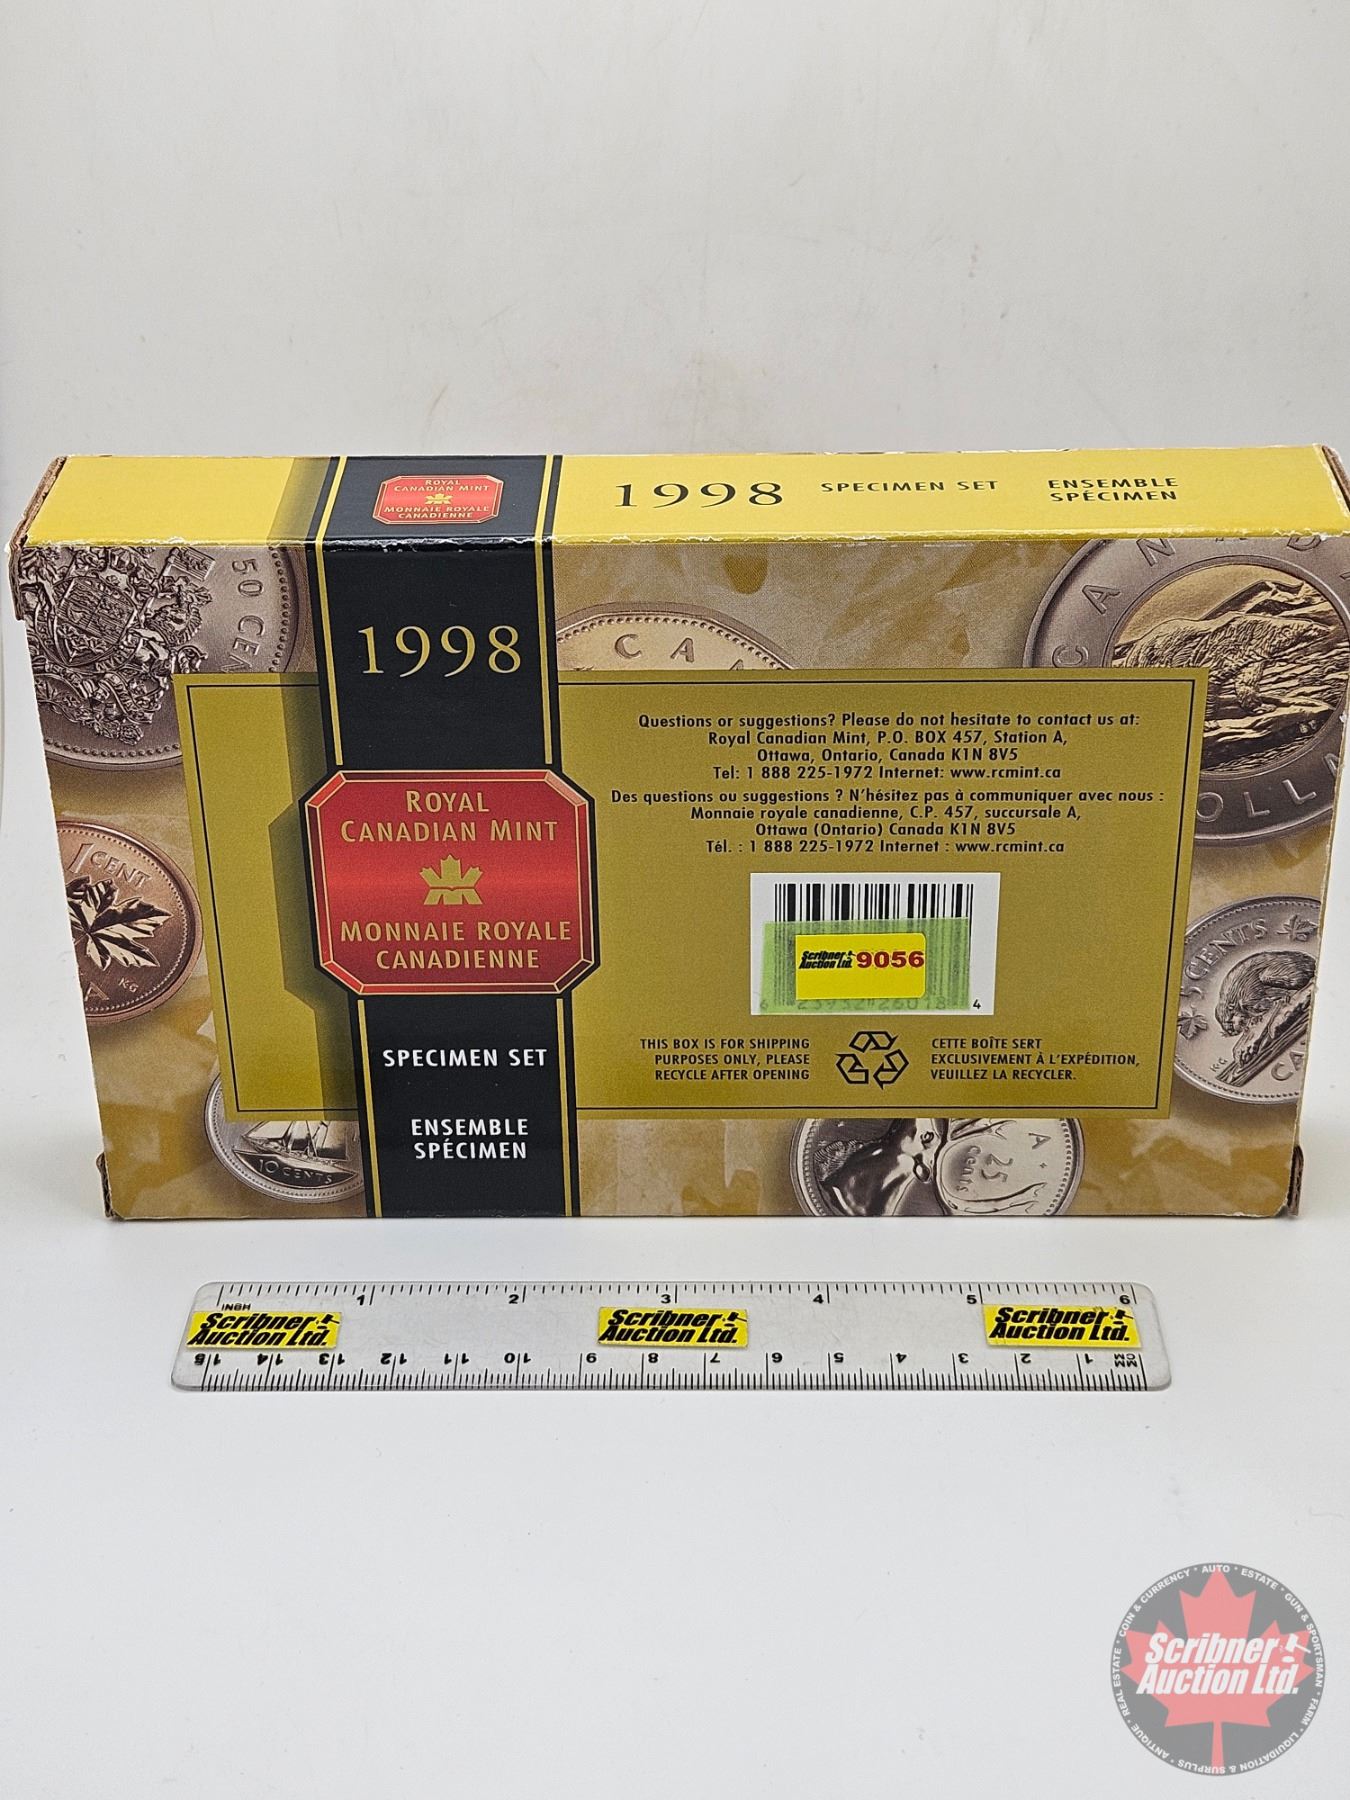 ROYAL
CANADIAN MINT
MONNAIE ROYALE
CANADIENNE
1998 SPECIMEN SET ENSEMBLE
SPÉCIMEN
50 CEN
CANAD
OLLA
1998
CANA
Questions or suggestions? Please do not hesitate to contact us at:
Royal Canadian Mint, P.O. BOX 457, Station A,
Ottawa, Ontario, Canada K1N 8V5
Tel: 1 888 225-1972 Internet: www.rcmint.ca
Des questions ou suggestions ? N'hésitez pas à communiquer avec nous :
Monnaie royale canadienne, C.P. 457, succursale A,
Ottawa (Ontario) Canada K1N 8V5
Tél. : 1 888 225-1972 Internet : www.rcmint.ca
ROYAL
CANADIAN MINT
MONNAIE ROYALE
CANADIENNE
1 CENT
A
K·G
5 CENTS
K·G
CA
Scribner
Auction Ltd. 9056
4
THIS BOX IS FOR SHIPPING
PURPOSES ONLY, PLEASE
RECYCLE AFTER OPENING
CETTE BOÎTE SERT
EXCLUSIVEMENT À L'EXPÉDITION,
VEUILLEZ LA RECYCLER.
SPECIMEN SET
ENSEMBLE
SPÉCIMEN
10 CENTS
25
cents
A
INCH 1 2 3 4 5 6
Scribner
Auction Ltd.
Scribner
Auction Ltd.
Scribner
Auction Ltd.
15 14 13 12 11 10 9 8 7 6 5 4 3 2 1 MM
CM
ANTIQUE · REAL ESTATE · COIN & CURRENCY · AUTO · ESTATE · GUN & SPORTSMAN · FARM · LIQUIDATION & SURPLUS ·
Scribner
Auction Ltd.